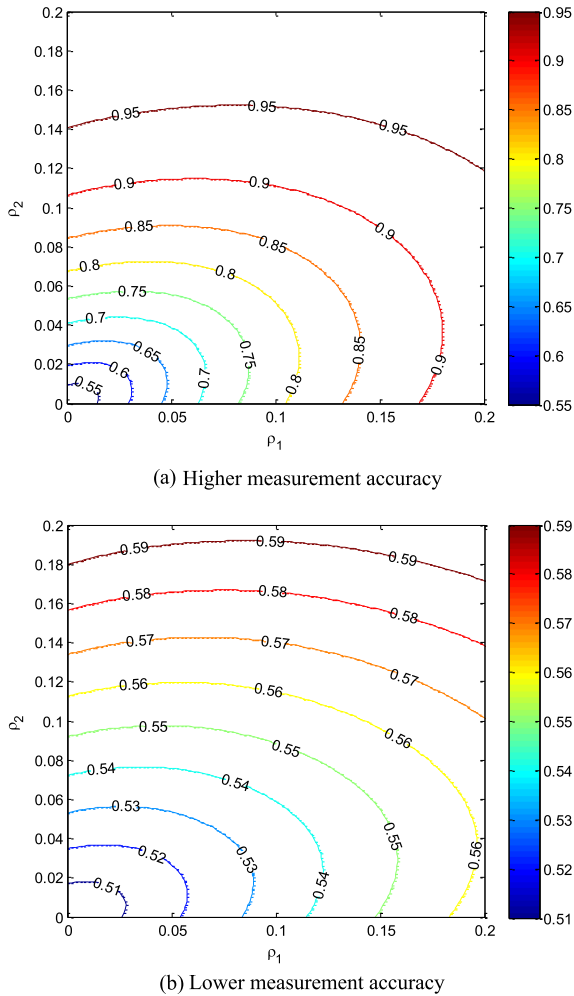 0.2
0.18
0.16
0.14
0.12
0.1
0.08
0.06
0.04
0.02
0
ρ2
0.95 0.95 0.95
0.9 0.9 0.9 0.9
0.85 0.85 0.85
0.8 0.8 0.8
0.75 0.75
0.7 0.7
0.65
0.6
0.55
0 0.05 0.1 0.15 0.2
ρ1
0.95
0.9
0.85
0.8
0.75
0.7
0.65
0.6
0.55
(a) Higher measurement accuracy
0.2
0.18
0.16
0.14
0.12
0.1
0.08
0.06
0.04
0.02
0
ρ2
0.59 0.59 0.59
0.58 0.58 0.58
0.57 0.57 0.57
0.56 0.56 0.56 0.56
0.55 0.55 0.55
0.54 0.54 0.54
0.53 0.53
0.52
0.51
0 0.05 0.1 0.15 0.2
ρ1
0.59
0.58
0.57
0.56
0.55
0.54
0.53
0.52
0.51
(b) Lower measurement accuracy